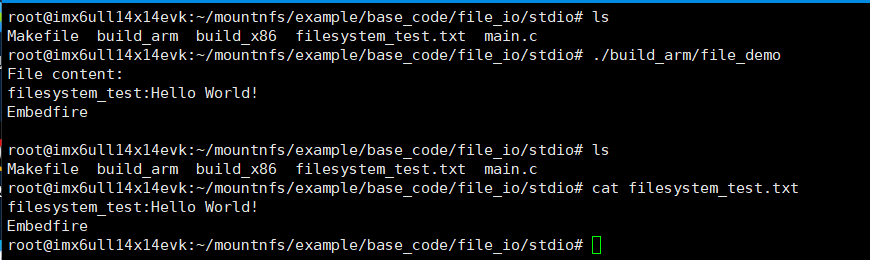 root@imx6ull14x14evk:~/mountnfs/example/base_code/file_io/stdio# ls
Makefile  build_arm  build_x86  filesystem_test.txt  main.c
root@imx6ull14x14evk:~/mountnfs/example/base_code/file_io/stdio# ./build_arm/file_demo
File content:
filesystem_test:Hello World!
Embedfire
root@imx6ull14x14evk:~/mountnfs/example/base_code/file_io/stdio# ls
Makefile  build_arm  build_x86  filesystem_test.txt  main.c
root@imx6ull14x14evk:~/mountnfs/example/base_code/file_io/stdio# cat filesystem_test.txt
filesystem_test:Hello World!
Embedfire
root@imx6ull14x14evk:~/mountnfs/example/base_code/file_io/stdio#